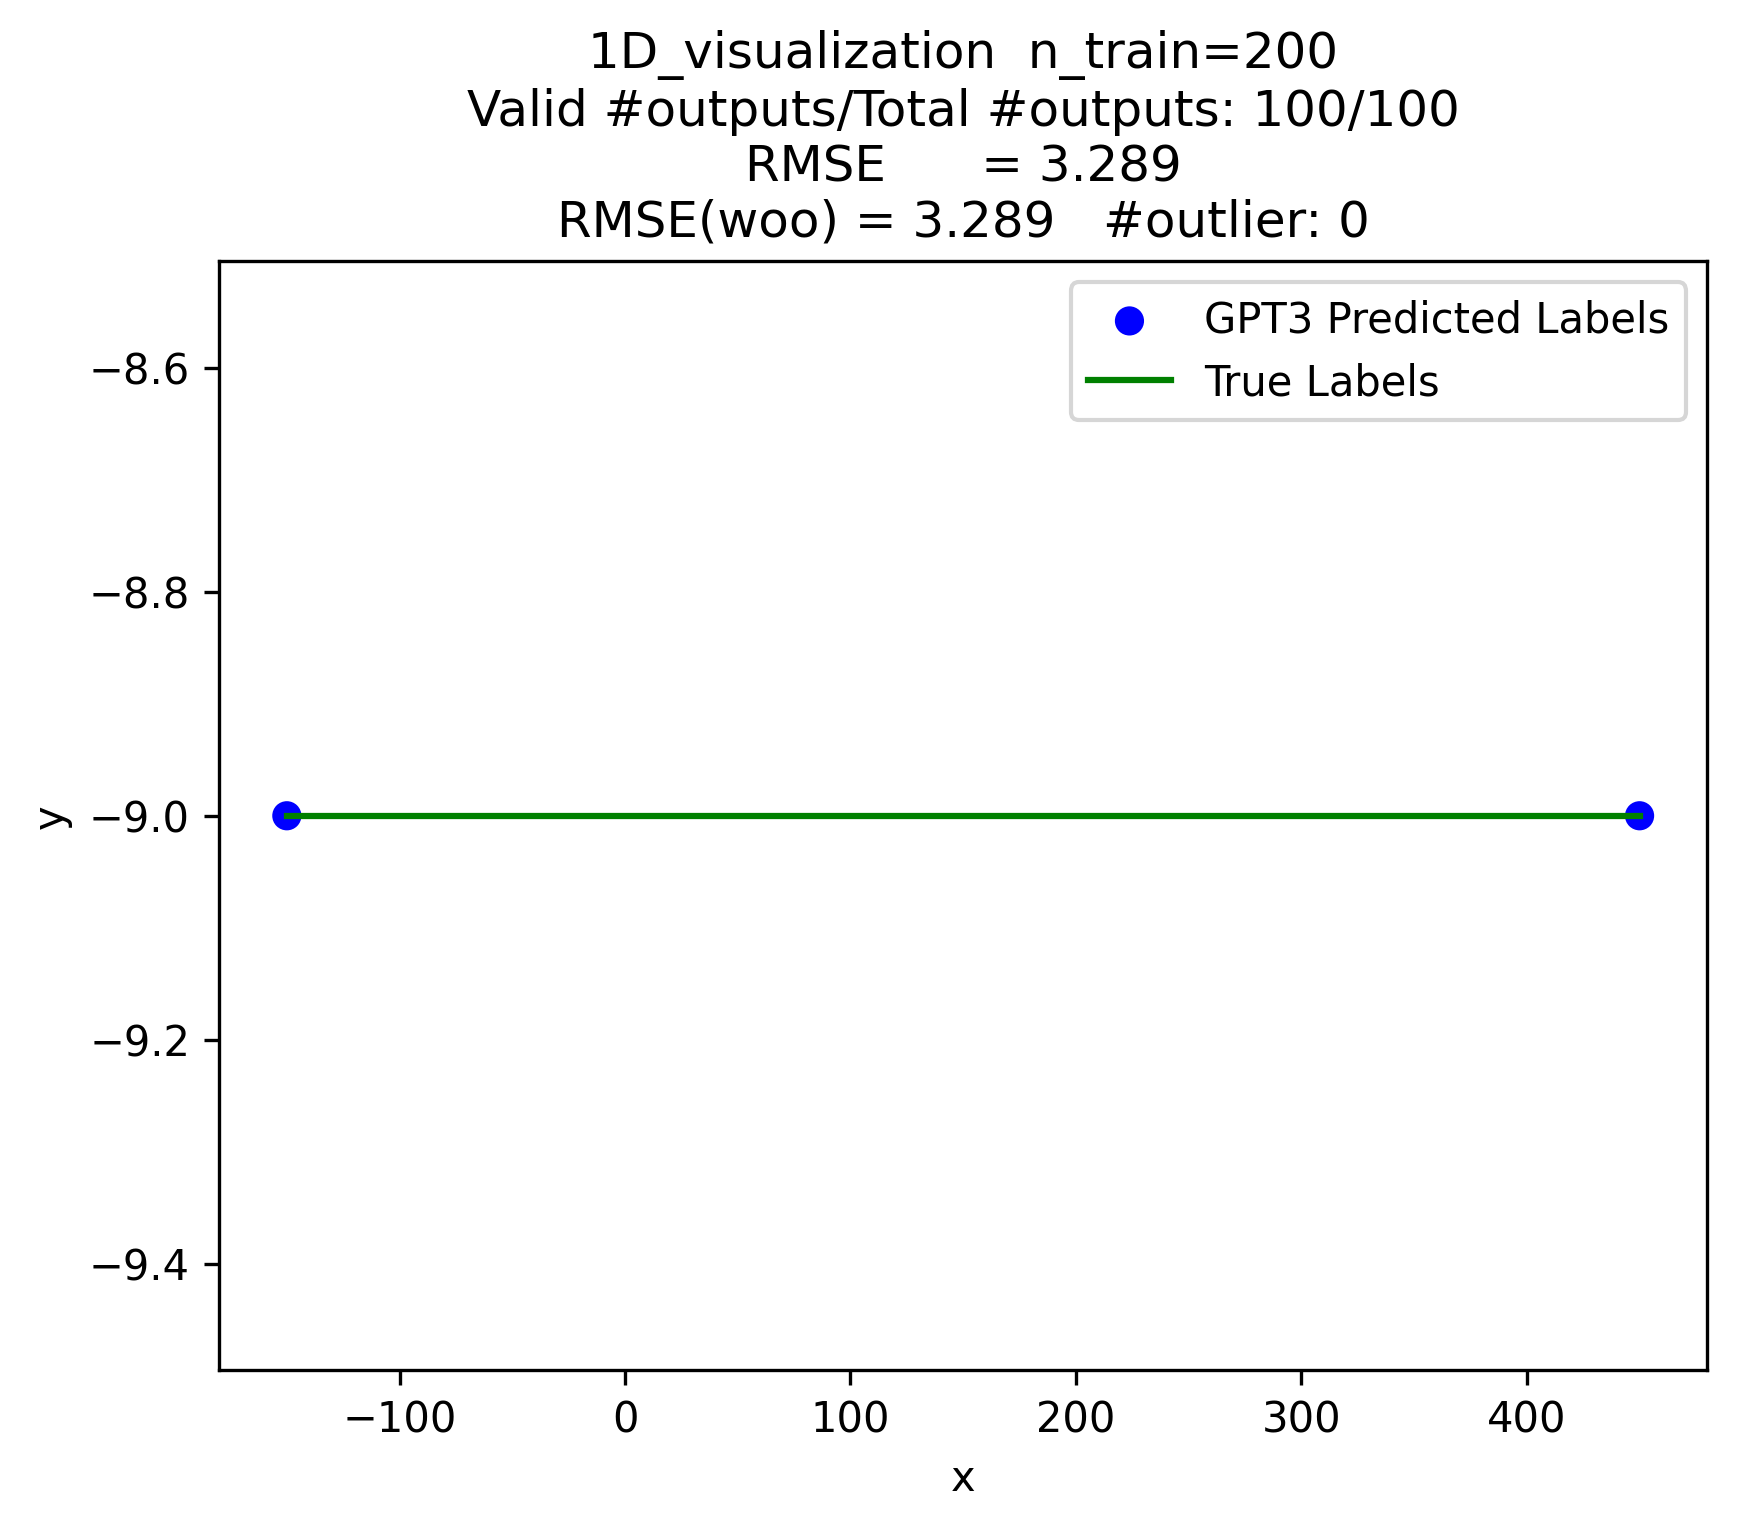 1D_visualization  n_train=200
Valid #outputs/Total #outputs: 100/100
RMSE      = 3.289
RMSE(woo) = 3.289   #outlier: 0
GPT3 Predicted Labels
True Labels
−8.6
−8.8
−9.0
−9.2
−9.4
y
−100 0 100 200 300 400
x